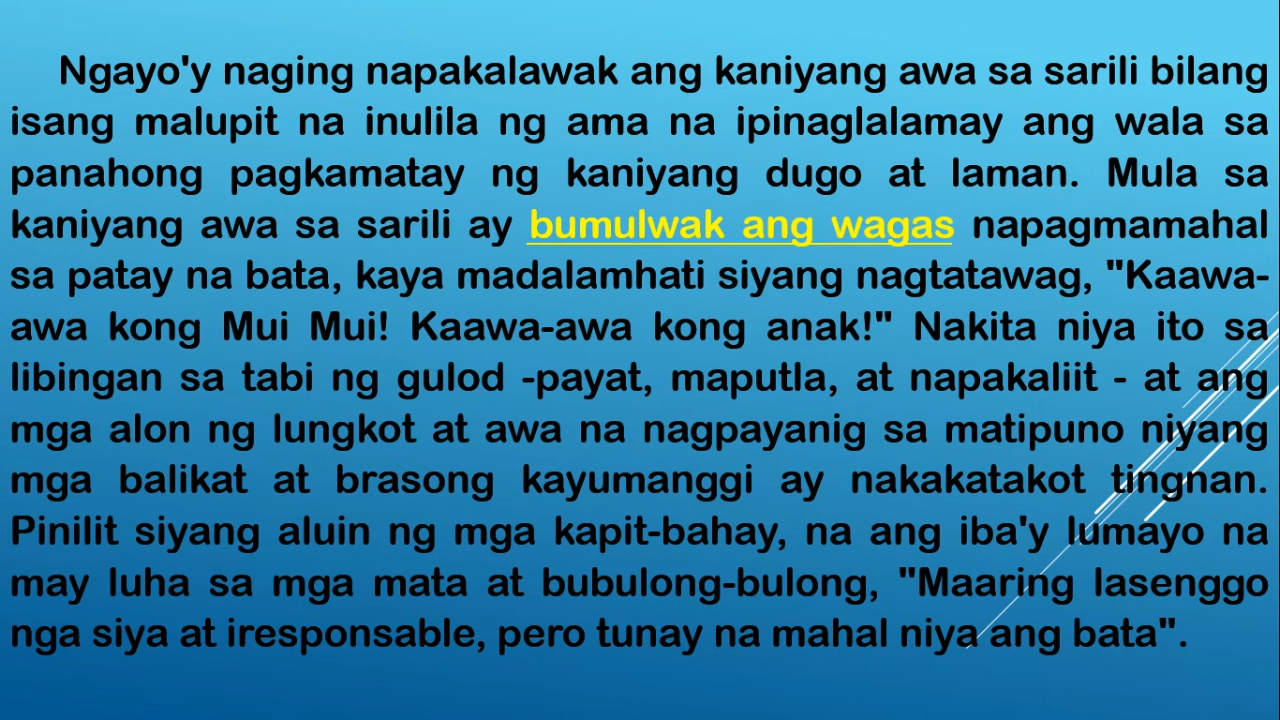 Ngayo'y naging napakalawak ang kaniyang awa sa sarili bilang
isang malupit na inulila ng ama na ipinaglalamay ang wala sa
panahong pagkamatay ng kaniyang dugo at laman. Mula sa
kaniyang awa sa sarili ay bumulwak ang wagas napagmamahal
sa patay na bata, kaya madalamhati siyang nagtatawag, "Kaawa-
awa kong Mui Mui! Kaawa-awa kong anak!" Nakita niya ito sa
libingan sa tabi ng gulod -payat, maputla, at napakaliit - at ang
mga alon ng lungkot at awa na nagpayanig sa matipuno niyang
mga balikat at brasong kayumanggi ay nakakatakot tingnan.
Pinilit siyang aluin ng mga kapit-bahay, na ang iba'y lumayo na
may luha sa mga mata at bubulong-bulong, "Maaring lasenggo
nga siya at iresponsable, pero tunay na mahal niya ang bata".